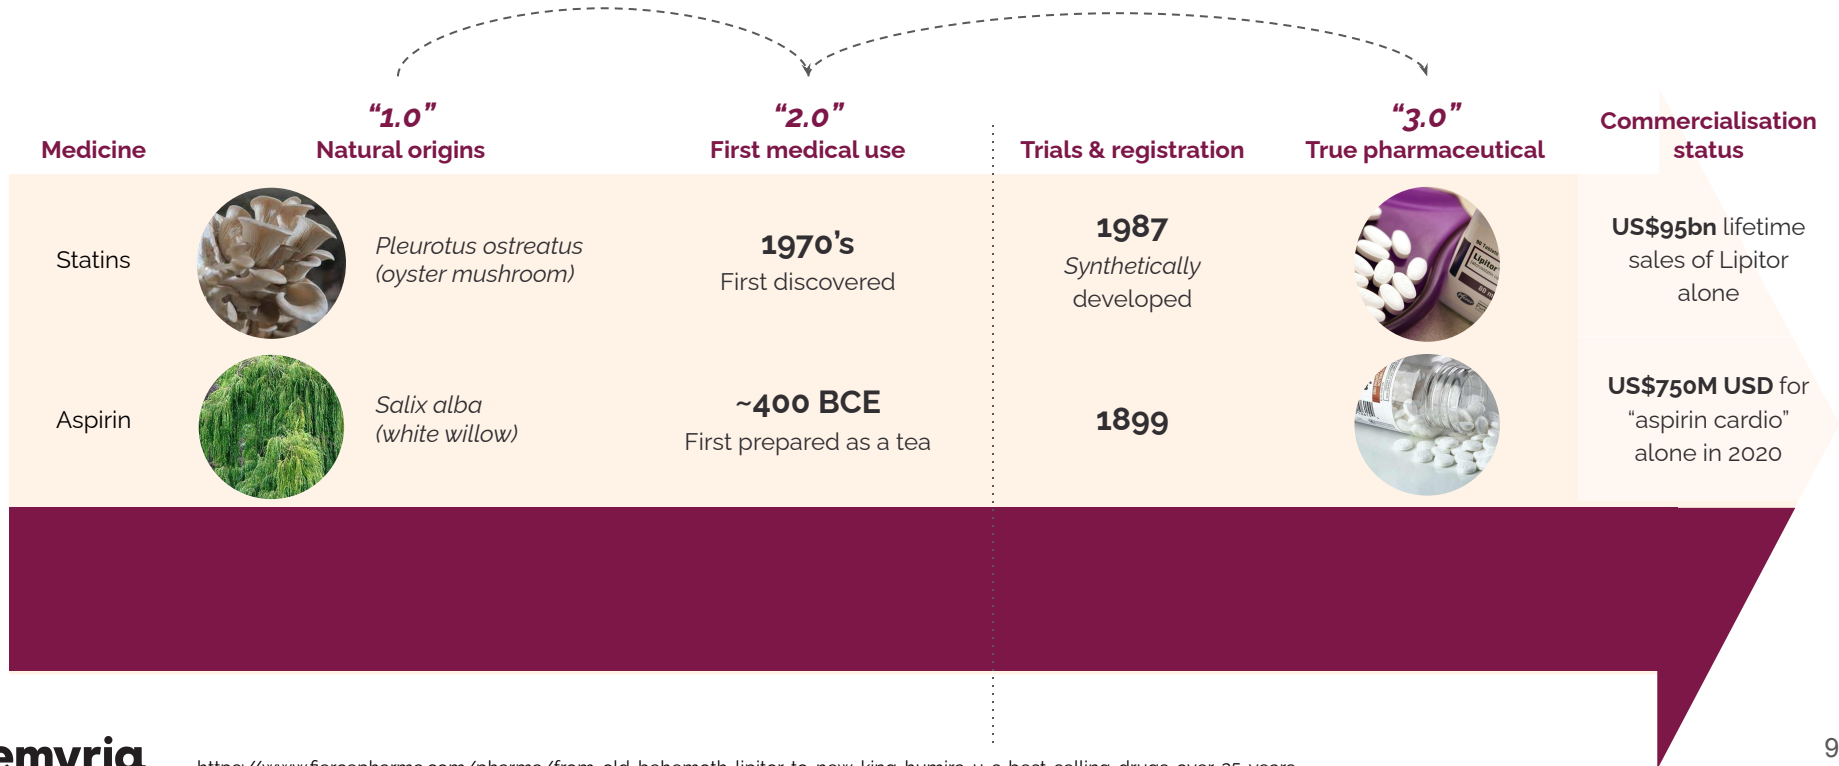 “1.0”
“2.0”
“3.0”
Medicine
Natural origins
First medical use
Trials & registration
True pharmaceutical
Commercialisation
status
Statins
Pleurotus ostreatus
(oyster mushroom)
1970’s
First discovered
1987
Synthetically
developed
Lipitor
US$95bn lifetime
sales of Lipitor
alone
Aspirin
Salix alba
(white willow)
~400 BCE
First prepared as a tea
1899
US$750M USD for
“aspirin cardio”
alone in 2020
emyria
9